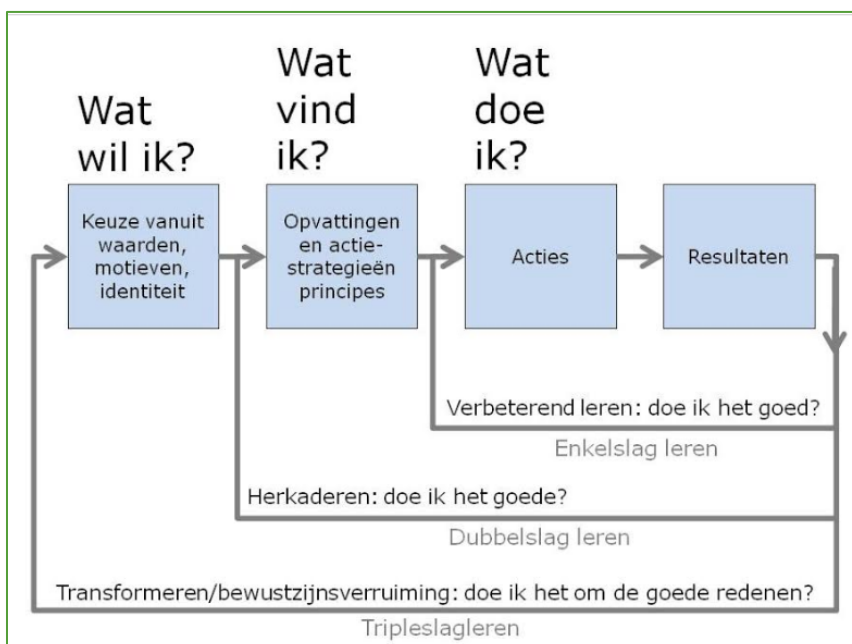 Wat
wil ik?
Wat
vind
ik?
Wat
doe
ik?
Keuze vanuit
waarden,
motieven,
identiteit
Opvattingen
en actie-
strategieën
principes
Acties
Resultaten
Verbeterend leren: doe ik het goed?
Enkelslag leren
Herkaderen: doe ik het goede?
Dubbelslag leren
Transformeren/bewustzijnsverruiming: doe ik het om de goede redenen?
Tripleslagleren